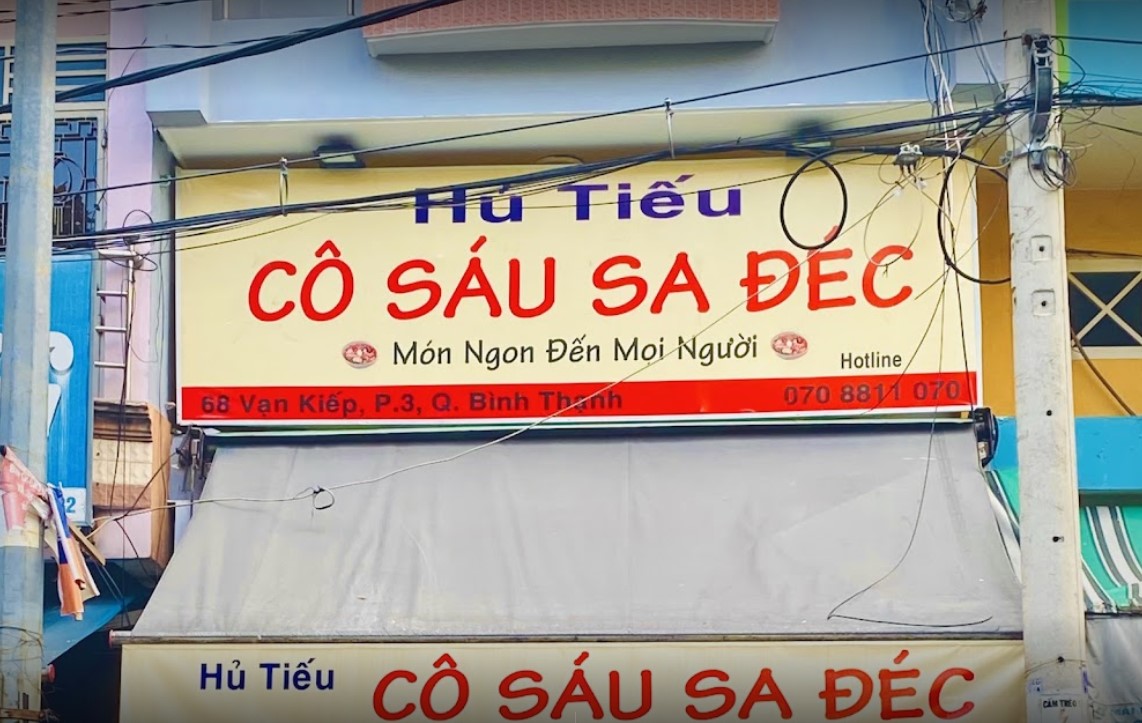 Hủ Tiếu
CÔ SÁU SA ĐÉC
Món Ngon Đến Mọi Người
Hotline
68 Vạn Kiếp, P.3, Q. Bình Thạnh 070 8811 070
Hủ Tiếu CÔ SÁU SA ĐÉC